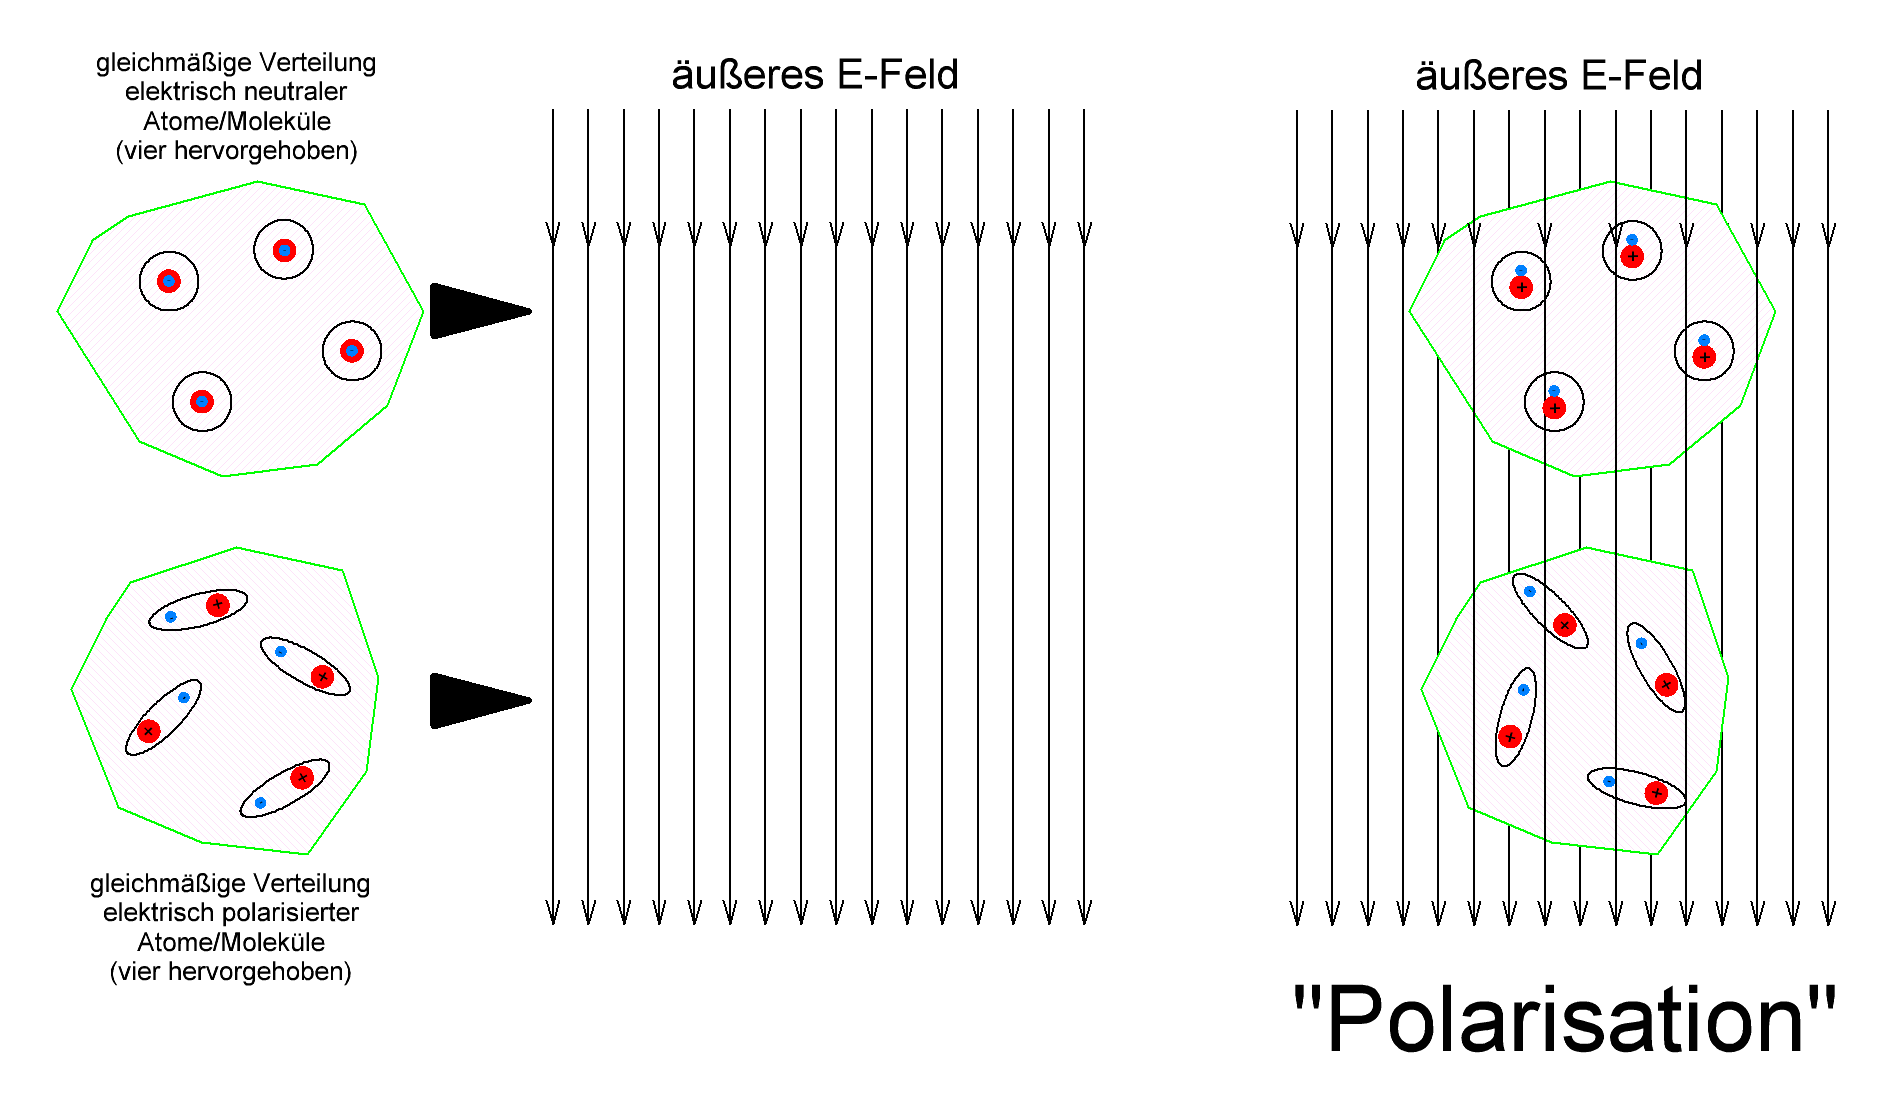 gleichmäßige Verteilung
elektrisch neutraler
Atome/Moleküle
(vier hervorgehoben)
äußeres E-Feld
äußeres E-Feld
gleichmäßige Verteilung
elektrisch polarisierter
Atome/Moleküle
(vier hervorgehoben)
"Polarisation"